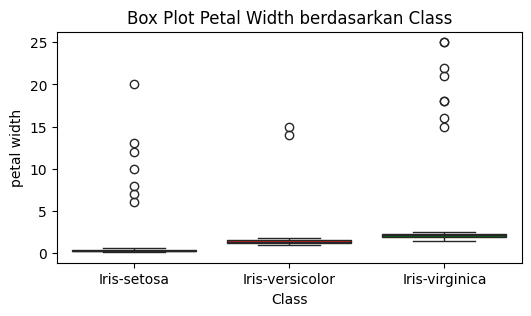 Box Plot Petal Width berdasarkan Class
25
20
15
10
5
0
petal width
Iris-setosa Iris-versicolor Iris-virginica
Class